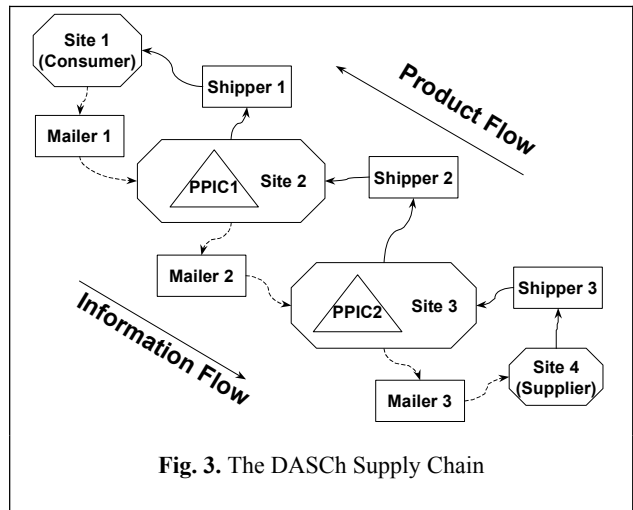 Site 1
(Consumer)
Shipper 1
Product Flow
Mailer 1
PPIC1
Site 2
Shipper 2
Mailer 2
Information Flow
PPIC2
Site 3
Shipper 3
Site 4
(Supplier)
Mailer 3
Fig. 3. The DASCh Supply Chain